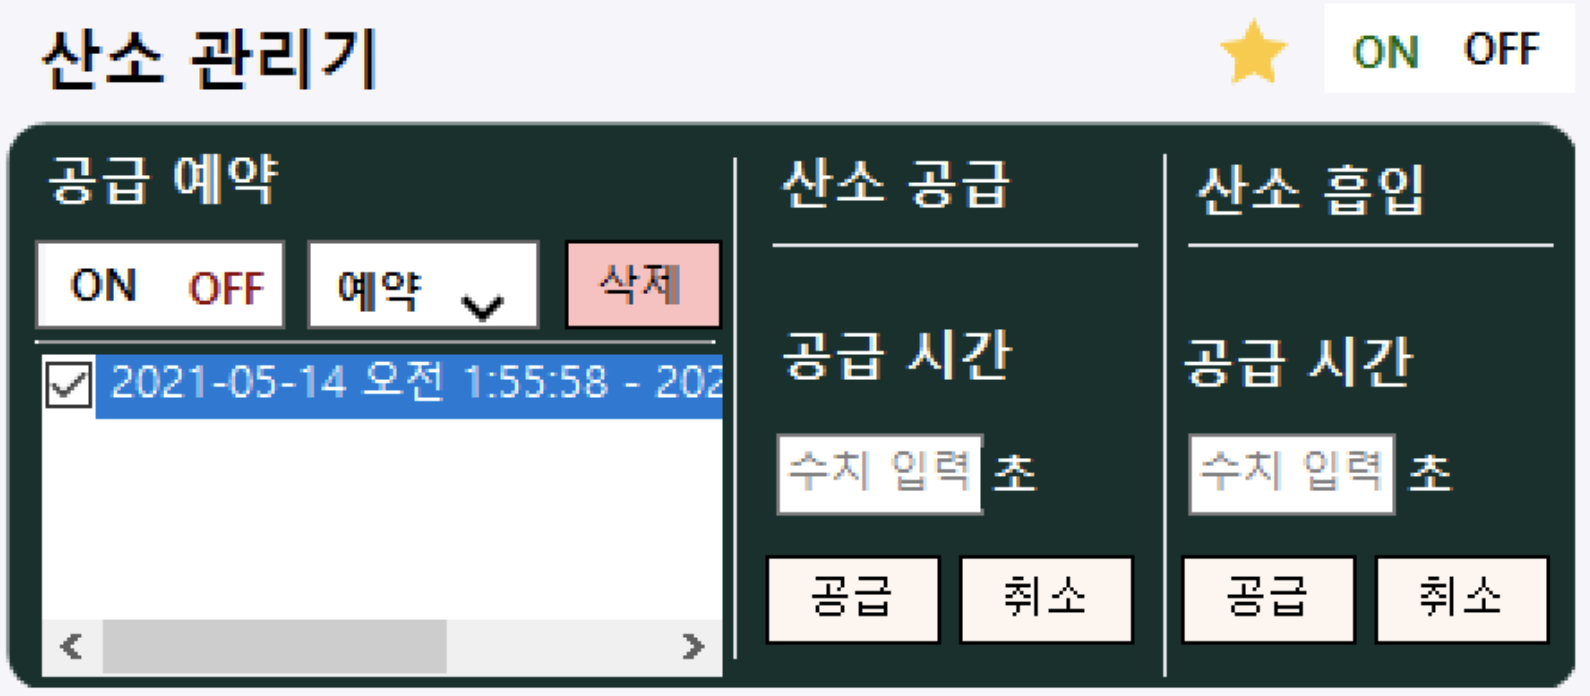 산소 관리기
ON OFF
공급 예약
ON OFF 예약 삭제
2021-05-14 오전 1:55:58 - 202
산소 공급
공급 시간
수치 입력 초
공급 취소
산소 흡입
공급 시간
수치 입력 초
공급 취소